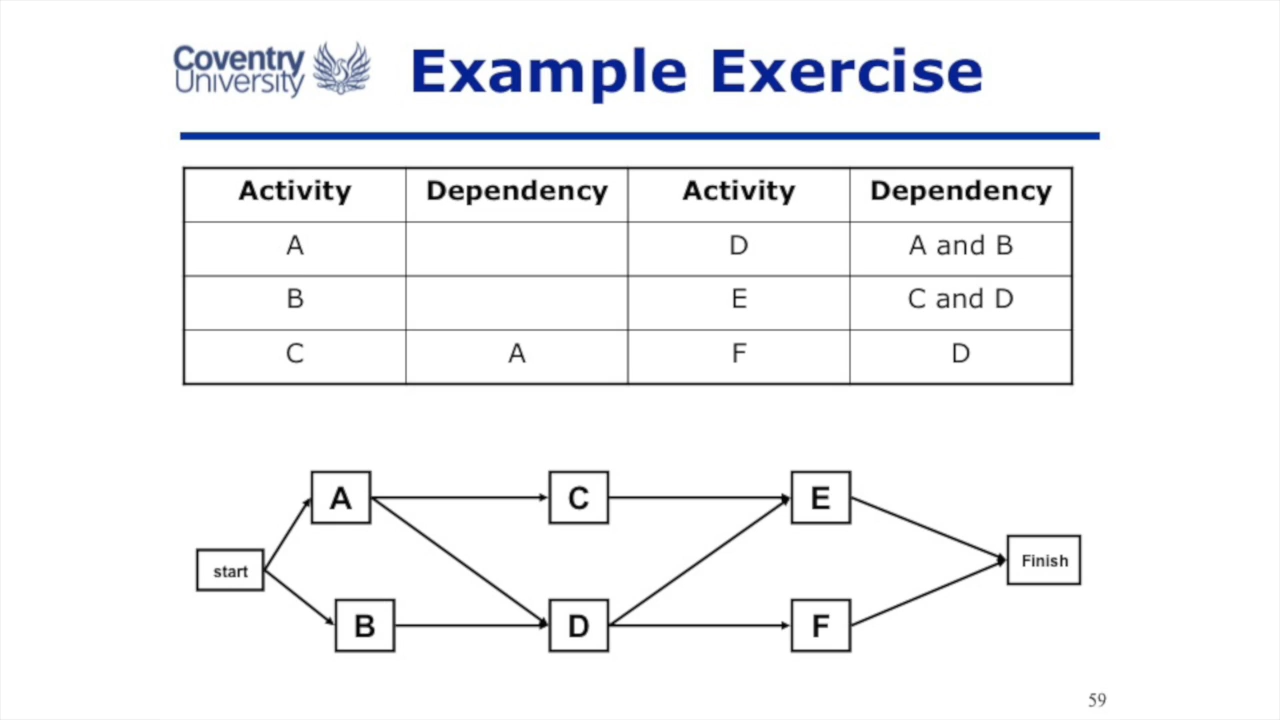 Coventry
University
Example Exercise
Activity Dependency Activity Dependency
A D A and B
B E C and D
C A F D
A C E
start Finish
B D F
59